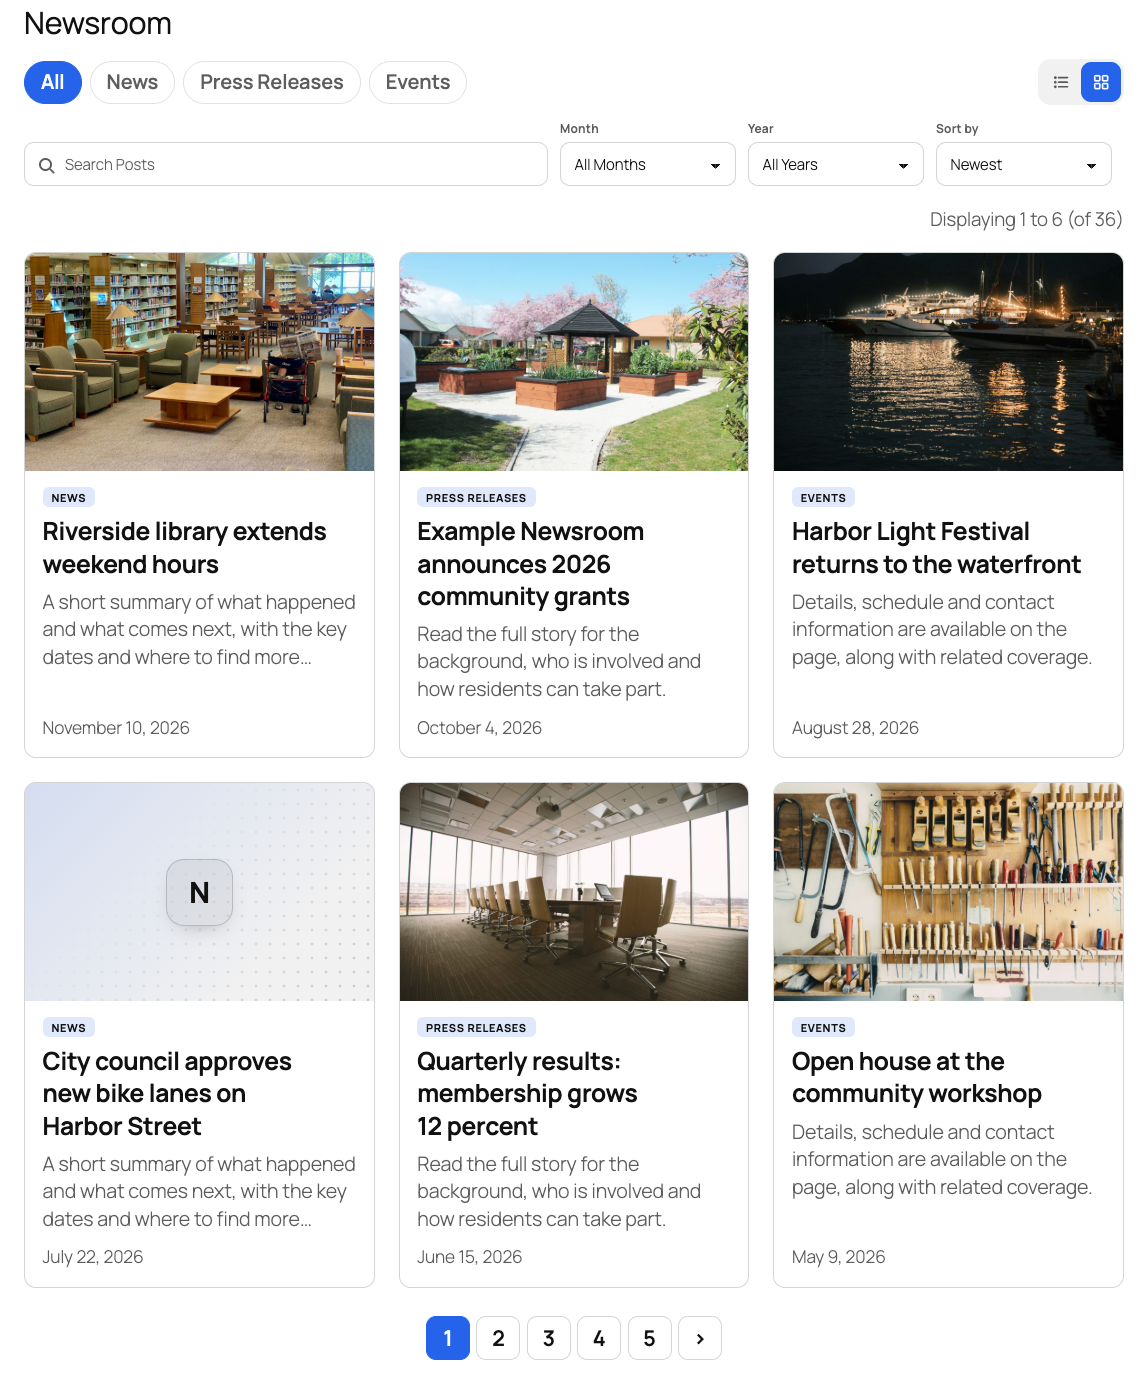 Newsroom
All News Press Releases Events
Month Year Sort by
Search Posts All Months All Years Newest
Displaying 1 to 6 (of 36)
NEWS
Riverside library extends
weekend hours
A short summary of what happened
and what comes next, with the key
dates and where to find more...
November 10, 2026
PRESS RELEASES
Example Newsroom
announces 2026
community grants
Read the full story for the
background, who is involved and
how residents can take part.
October 4, 2026
EVENTS
Harbor Light Festival
returns to the waterfront
Details, schedule and contact
information are available on the
page, along with related coverage.
August 28, 2026
N
NEWS
City council approves
new bike lanes on
Harbor Street
A short summary of what happened
and what comes next, with the key
dates and where to find more...
July 22, 2026
PRESS RELEASES
Quarterly results:
membership grows
12 percent
Read the full story for the
background, who is involved and
how residents can take part.
June 15, 2026
EVENTS
Open house at the
community workshop
Details, schedule and contact
information are available on the
page, along with related coverage.
May 9, 2026
1 2 3 4 5 ›